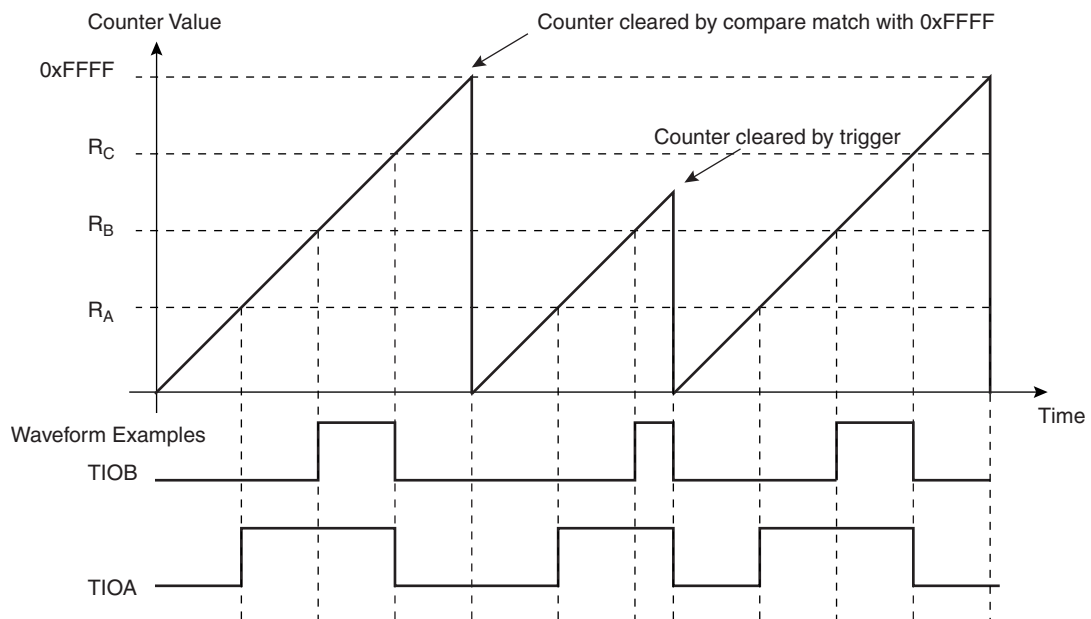 Counter Value
Counter cleared by compare match with 0xFFFF
0xFFFF
Counter cleared by trigger
RC
RB
RA
Time
Waveform Examples
TIOB
TIOA